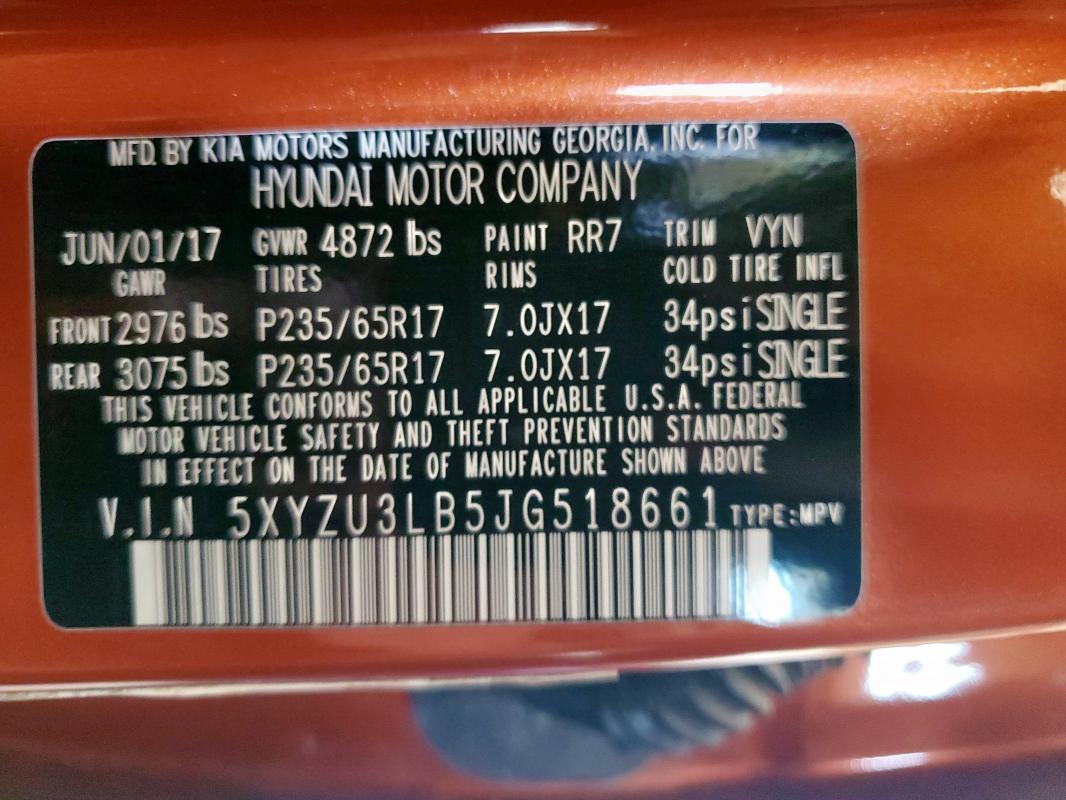 MFD. BY KIA MOTORS MANUFACTURING GEORGIA, INC. FOR
HYUNDAI MOTOR COMPANY
JUN/01/17 GVWR 4872 lbs PAINT RR7 TRIM VYN
GAWR TIRES RIMS COLD TIRE INFL
FRONT 2976 lbs P235/65R17 7.0JX17 34psi SINGLE
REAR 3075 lbs P235/65R17 7.0JX17 34psi SINGLE
THIS VEHICLE CONFORMS TO ALL APPLICABLE U.S.A. FEDERAL
MOTOR VEHICLE SAFETY AND THEFT PREVENTION STANDARDS
IN EFFECT ON THE DATE OF MANUFACTURE SHOWN ABOVE
V.I.N 5XYZU3LB5JG518661 TYPE:MPV